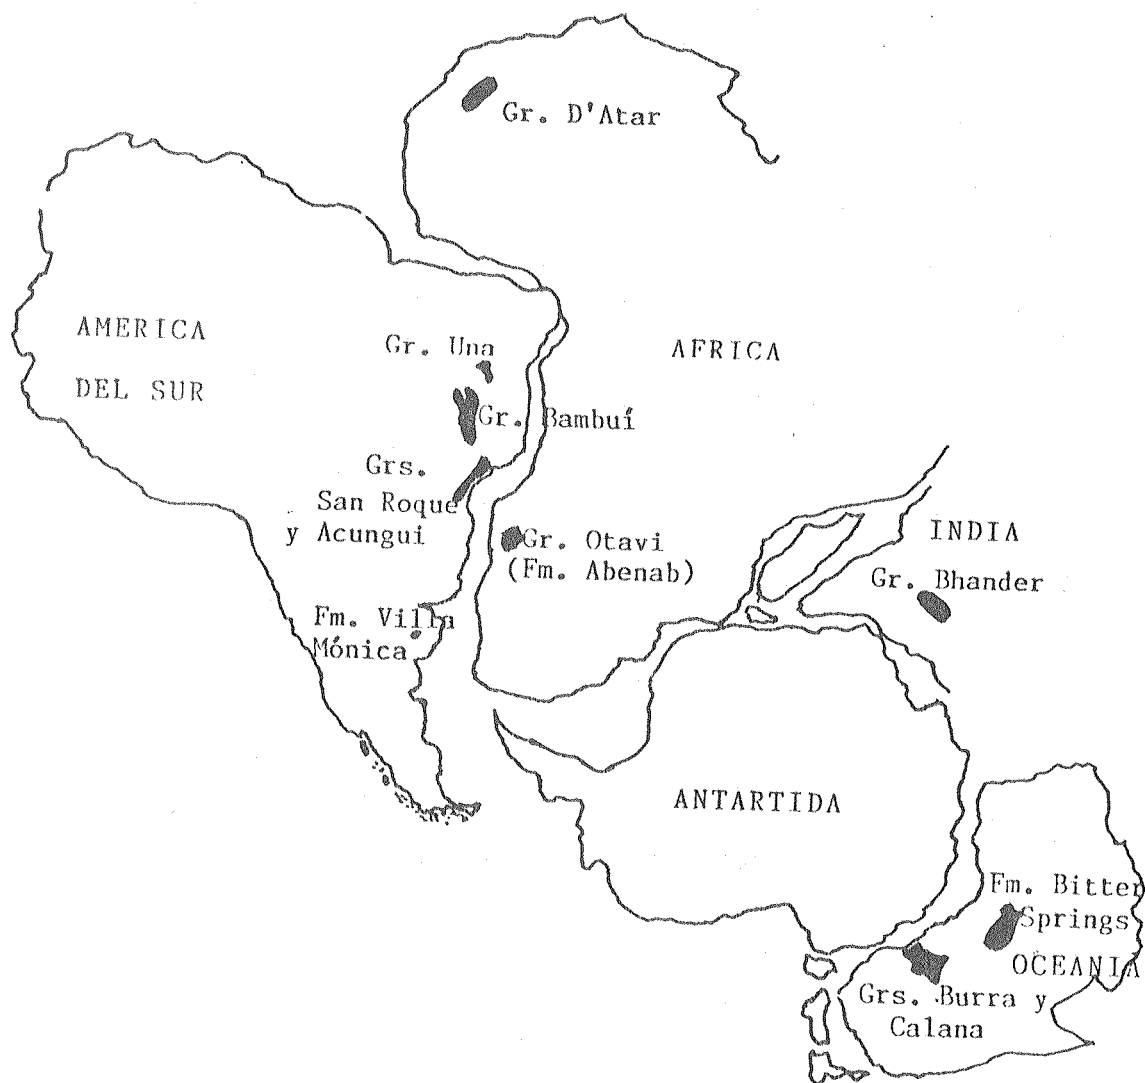 Gr. D'Atar
AMERICA
DEL SUR
Gr. Una
AFRICA
Gr. Bambuí
Grs.
San Roque
y Acungui
Gr. Otavi
(Fm. Abenab)
INDIA
Gr. Bhander
Fm. Villa
Mónica
ANTARTIDA
Fm. Bitter
Springs
OCEANIA
Grs. Burra y
Calana